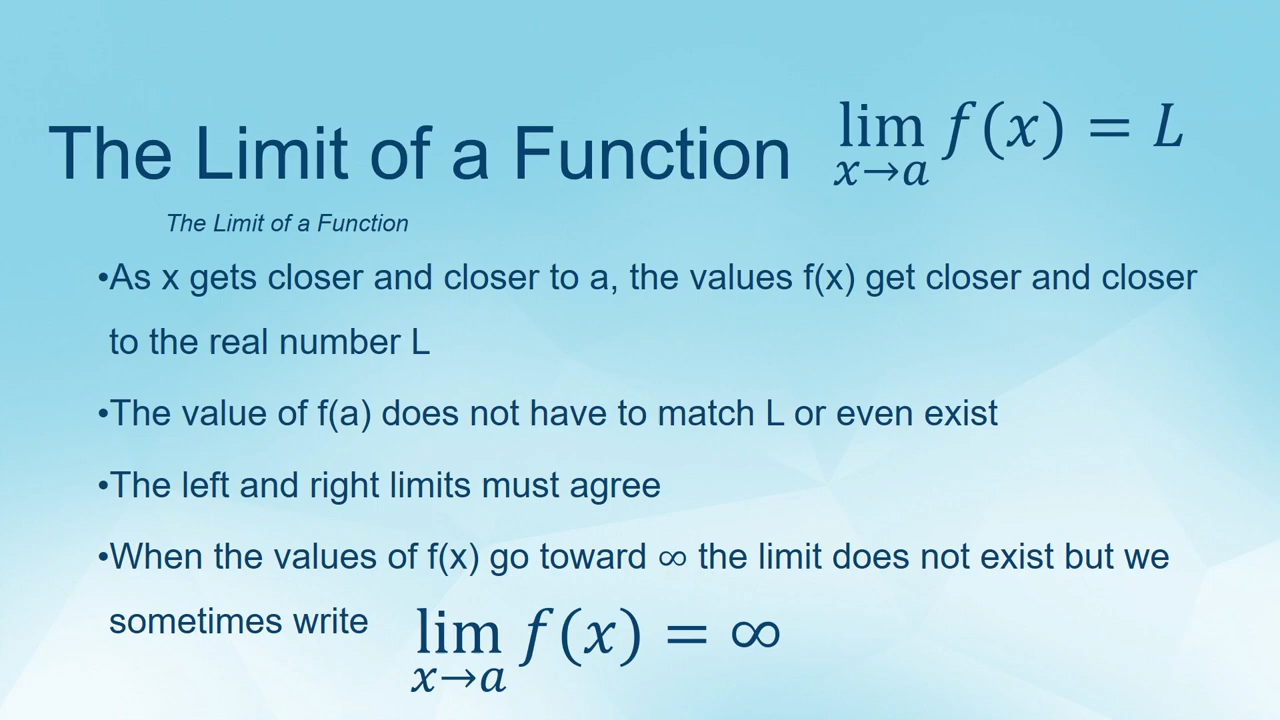 The Limit of a Function lim x→a f(x) = L
The Limit of a Function
•As x gets closer and closer to a, the values f(x) get closer and closer
to the real number L
•The value of f(a) does not have to match L or even exist
•The left and right limits must agree
•When the values of f(x) go toward ∞ the limit does not exist but we
sometimes write lim x→a f(x) = ∞